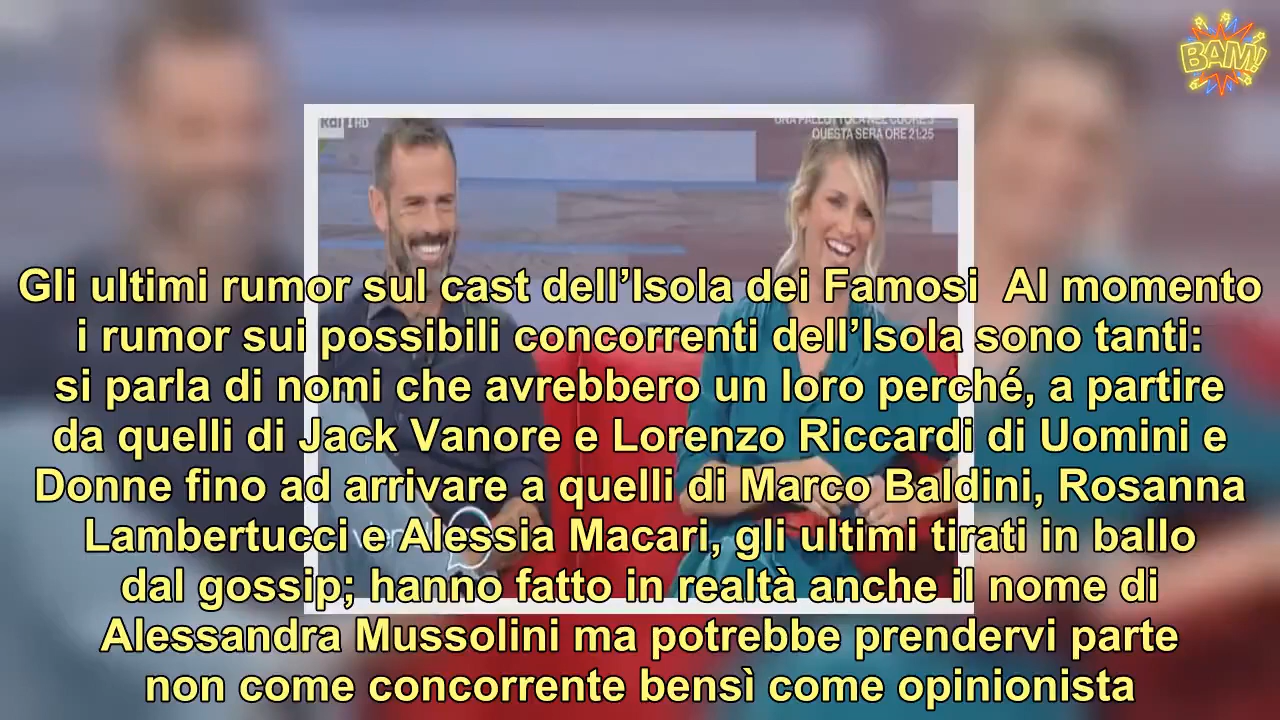 BAM!
Rai 1 HD
UNA PALLOTTOLA NEL CUORE 3
QUESTA SERA ORE 21:25
Gli ultimi rumor sul cast dell’Isola dei Famosi  Al momento
i rumor sui possibili concorrenti dell’Isola sono tanti:
si parla di nomi che avrebbero un loro perché, a partire
da quelli di Jack Vanore e Lorenzo Riccardi di Uomini e
Donne fino ad arrivare a quelli di Marco Baldini, Rosanna
Lambertucci e Alessia Macari, gli ultimi tirati in ballo
dal gossip; hanno fatto in realtà anche il nome di
Alessandra Mussolini ma potrebbe prendervi parte
non come concorrente bensì come opinionista